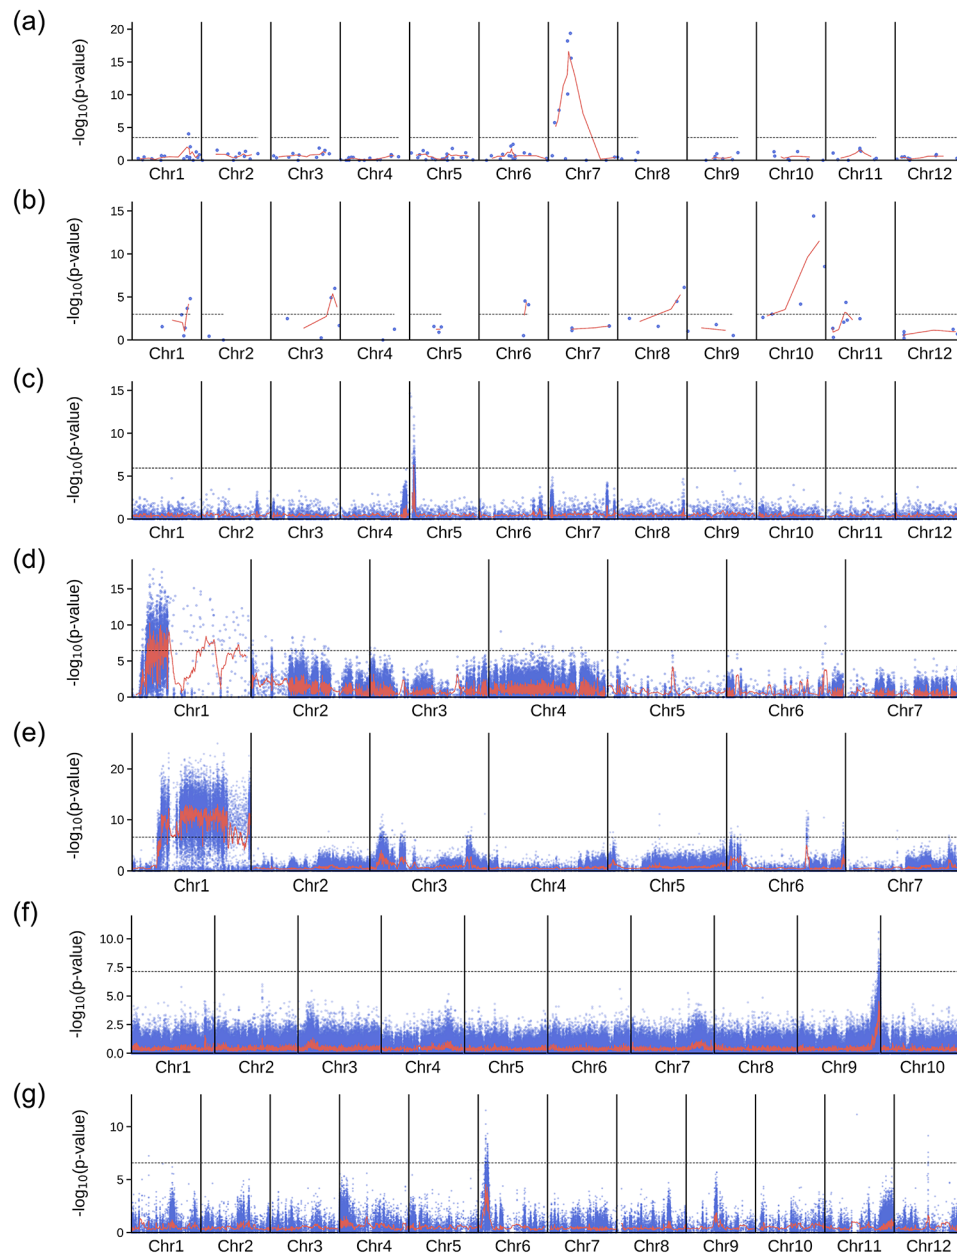 (a)
-log10(p-value)
20
15
10
5
0
Chr1 Chr2 Chr3 Chr4 Chr5 Chr6 Chr7 Chr8 Chr9 Chr10 Chr11 Chr12
(b)
-log10(p-value)
15
10
5
0
Chr1 Chr2 Chr3 Chr4 Chr5 Chr6 Chr7 Chr8 Chr9 Chr10 Chr11 Chr12
(c)
-log10(p-value)
15
10
5
0
Chr1 Chr2 Chr3 Chr4 Chr5 Chr6 Chr7 Chr8 Chr9 Chr10 Chr11 Chr12
(d)
-log10(p-value)
15
10
5
0
Chr1 Chr2 Chr3 Chr4 Chr5 Chr6 Chr7
(e)
-log10(p-value)
20
10
0
Chr1 Chr2 Chr3 Chr4 Chr5 Chr6 Chr7
(f)
-log10(p-value)
10.0
7.5
5.0
2.5
0.0
Chr1 Chr2 Chr3 Chr4 Chr5 Chr6 Chr7 Chr8 Chr9 Chr10
(g)
-log10(p-value)
10
5
0
Chr1 Chr2 Chr3 Chr4 Chr5 Chr6 Chr7 Chr8 Chr9 Chr10 Chr11 Chr12